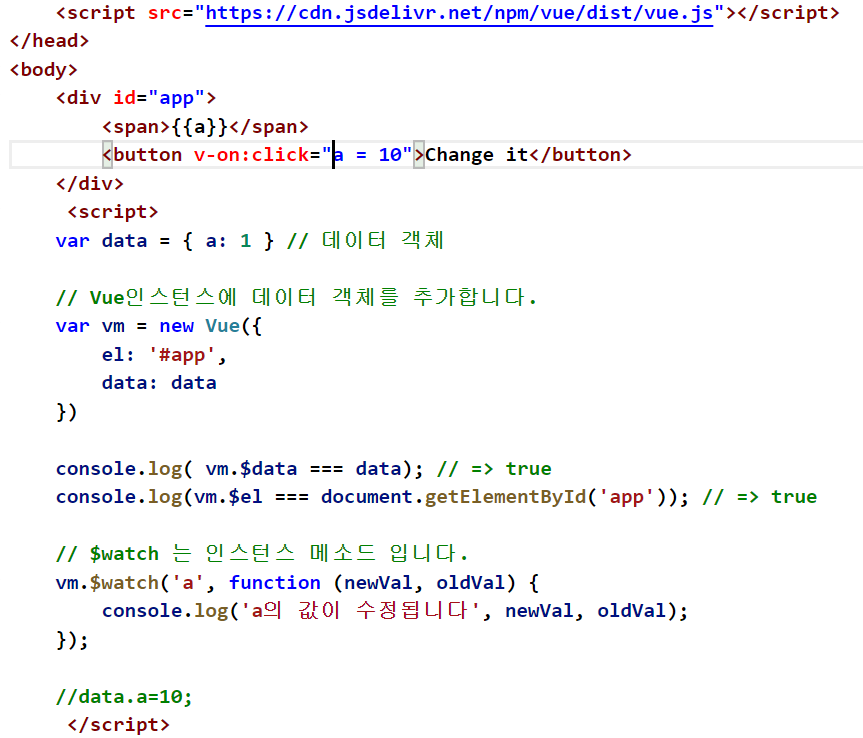 <script src="https://cdn.jsdelivr.net/npm/vue/dist/vue.js"></script>
</head>
<body>
<div id="app">
<span>{{a}}</span>
<button v-on:click="a = 10">Change it</button>
</div>
<script>
var data = { a: 1 } // 데이터 객체
// Vue인스턴스에 데이터 객체를 추가합니다.
var vm = new Vue({
el: '#app',
data: data
})
console.log( vm.$data === data); // => true
console.log(vm.$el === document.getElementById('app')); // => true
// $watch 는 인스턴스 메소드 입니다.
vm.$watch('a', function (newVal, oldVal) {
console.log('a의 값이 수정됩니다', newVal, oldVal);
});
//data.a=10;
</script>